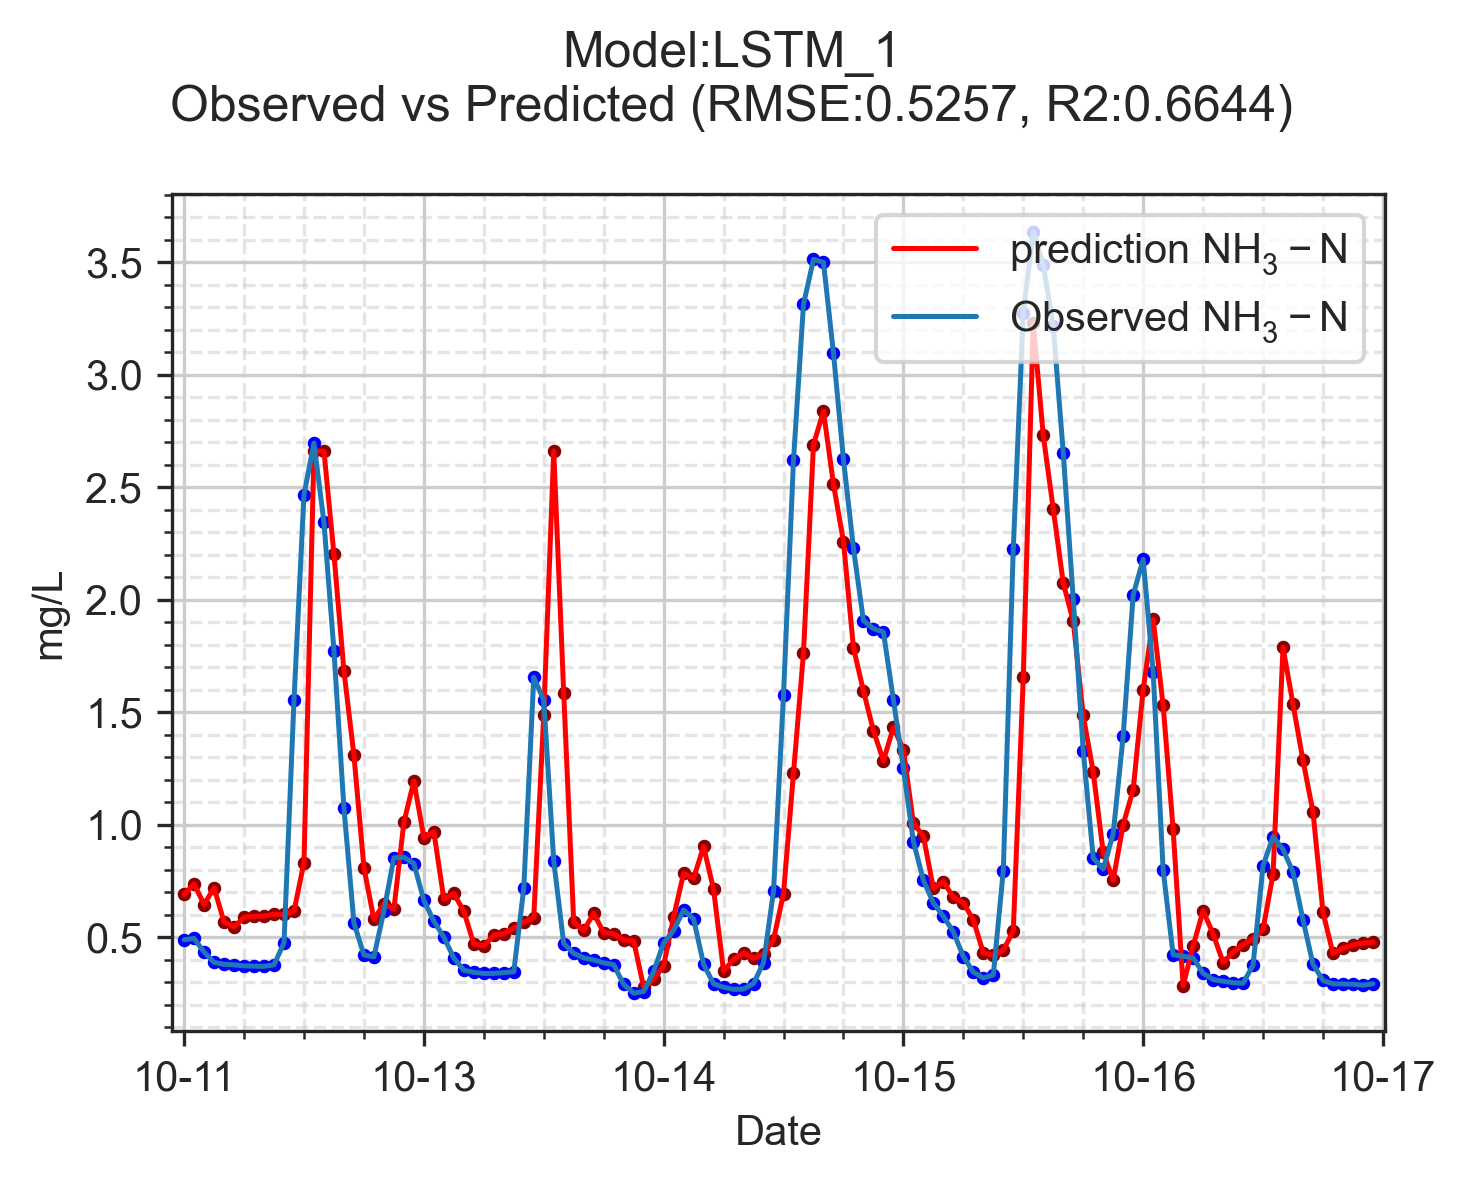 Model:LSTM_1
Observed vs Predicted (RMSE:0.5257, R2:0.6644)
prediction NH₃ − N
Observed NH₃ − N
3.5
3.0
2.5
2.0
1.5
1.0
0.5
mg/L
10-11 10-13 10-14 10-15 10-16 10-17
Date